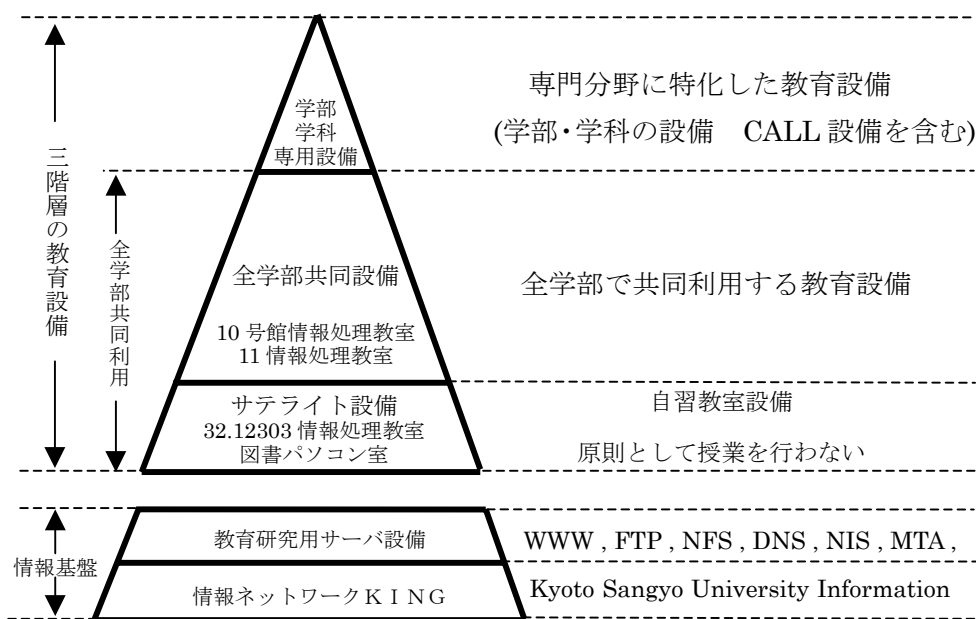 三階層の教育設備
全学部共同利用
学部
学科
専用設備
専門分野に特化した教育設備
(学部・学科の設備　CALL 設備を含む)
全学部共同設備
10 号館情報処理教室
11 情報処理教室
全学部で共同利用する教育設備
サテライト設備
32.12303 情報処理教室
図書パソコン室
自習教室設備
原則として授業を行わない
情報基盤
教育研究用サーバ設備
WWW , FTP , NFS , DNS , NIS , MTA ,
情報ネットワークＫＩＮＧ
Kyoto Sangyo University Information